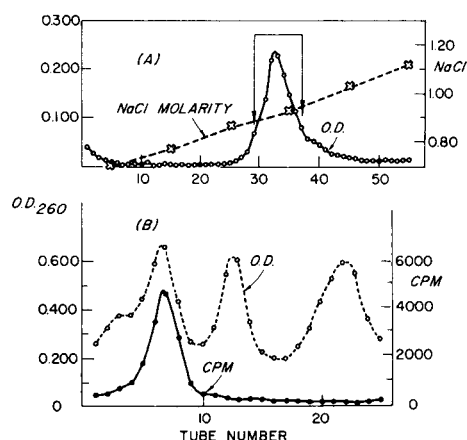 0.300
(A)
1.20
NaCl
0.200
1.00
NaCl MOLARITY
0.100
O.D.
0.80
10 20 30 40 50
O.D.260
(B)
0.600
O.D.
6000
CPM
0.400
4000
CPM
0.200
2000
0
0
10
20
TUBE NUMBER